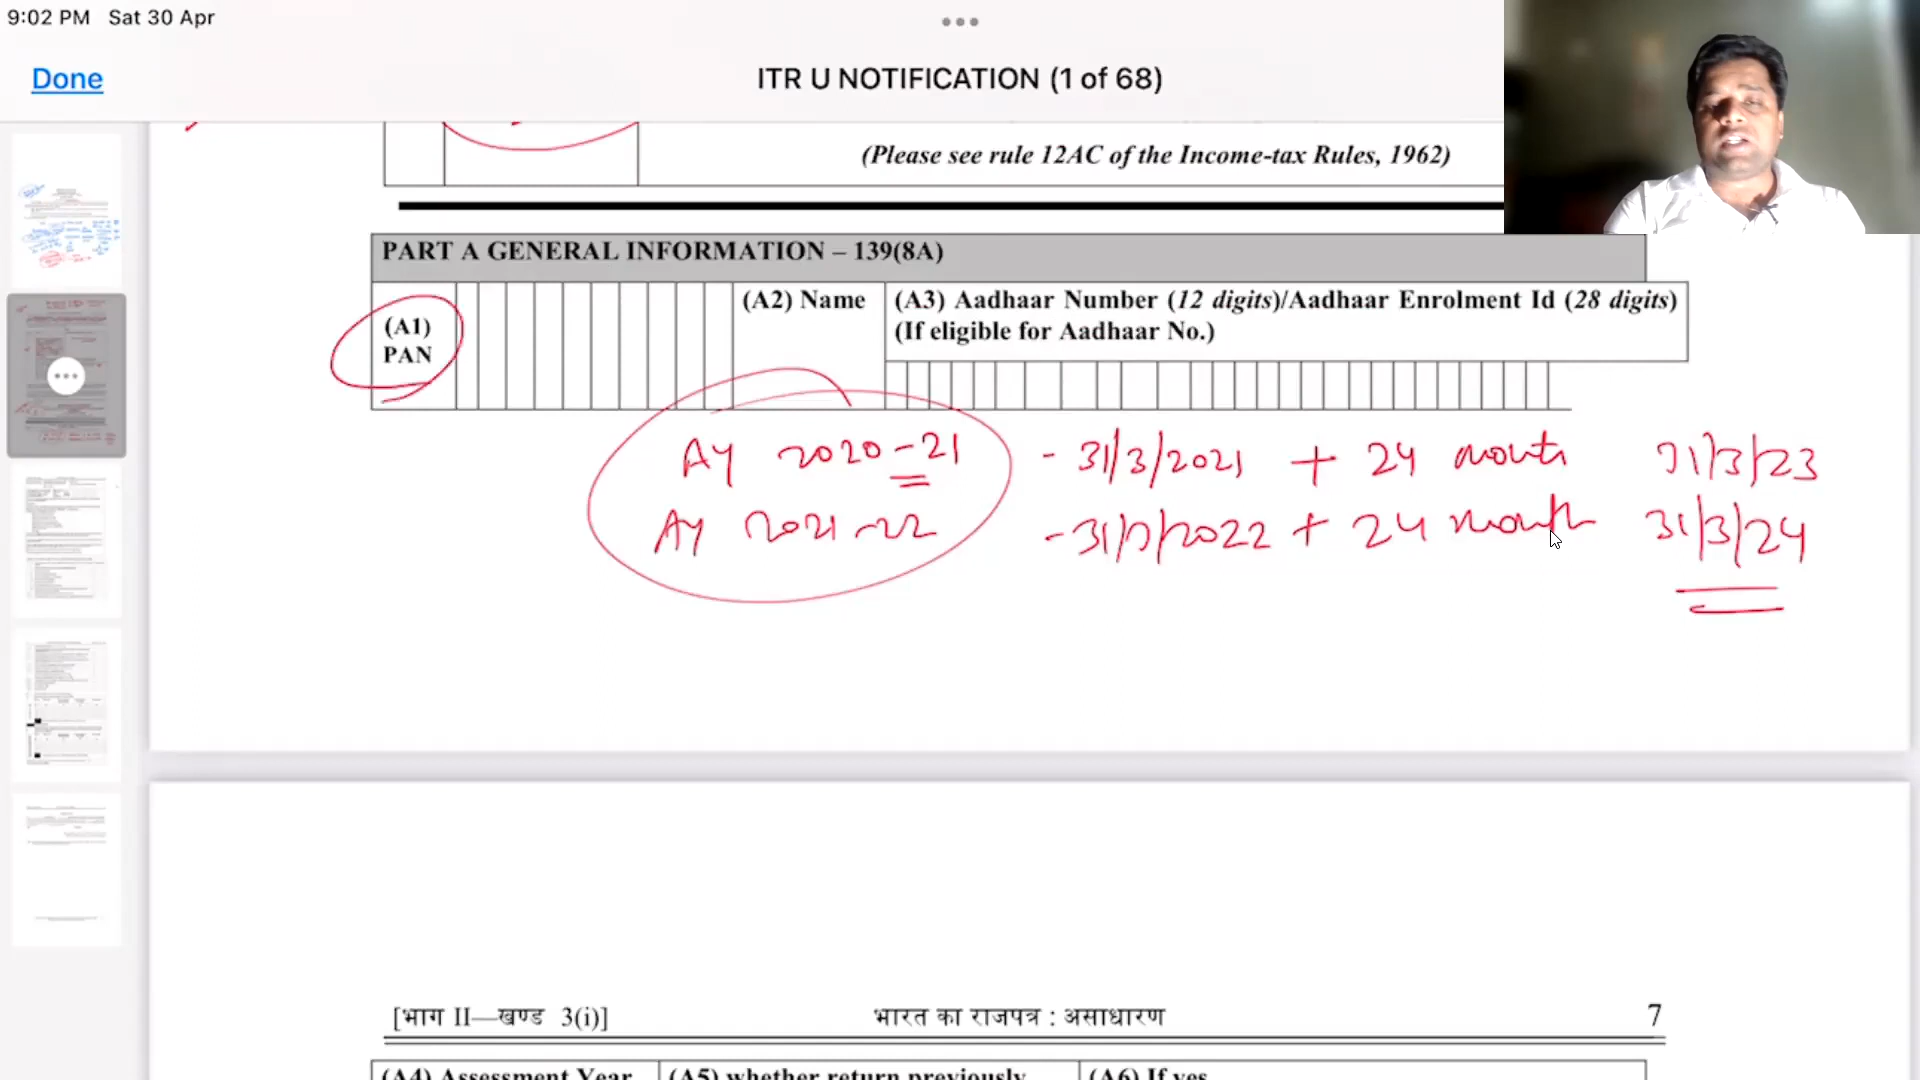 9:02 PM Sat 30 Apr
Done
ITR U NOTIFICATION (1 of 68)
(Please see rule 12AC of the Income-tax Rules, 1962)
PART A GENERAL INFORMATION – 139(8A)
(A1)
PAN
(A2) Name
(A3) Aadhaar Number (12 digits)/Aadhaar Enrolment Id (28 digits)
(If eligible for Aadhaar No.)
AY 2020-21 - 31/3/2021 + 24 month 31/3/23
AY 2021-22 - 31/3/2022 + 24 month 31/3/24
[भाग II—खण्ड 3(i)] भारत का राजपत्र : असाधारण 7
(A4) Assessment Year (A5) whether return previously (A6) If yes